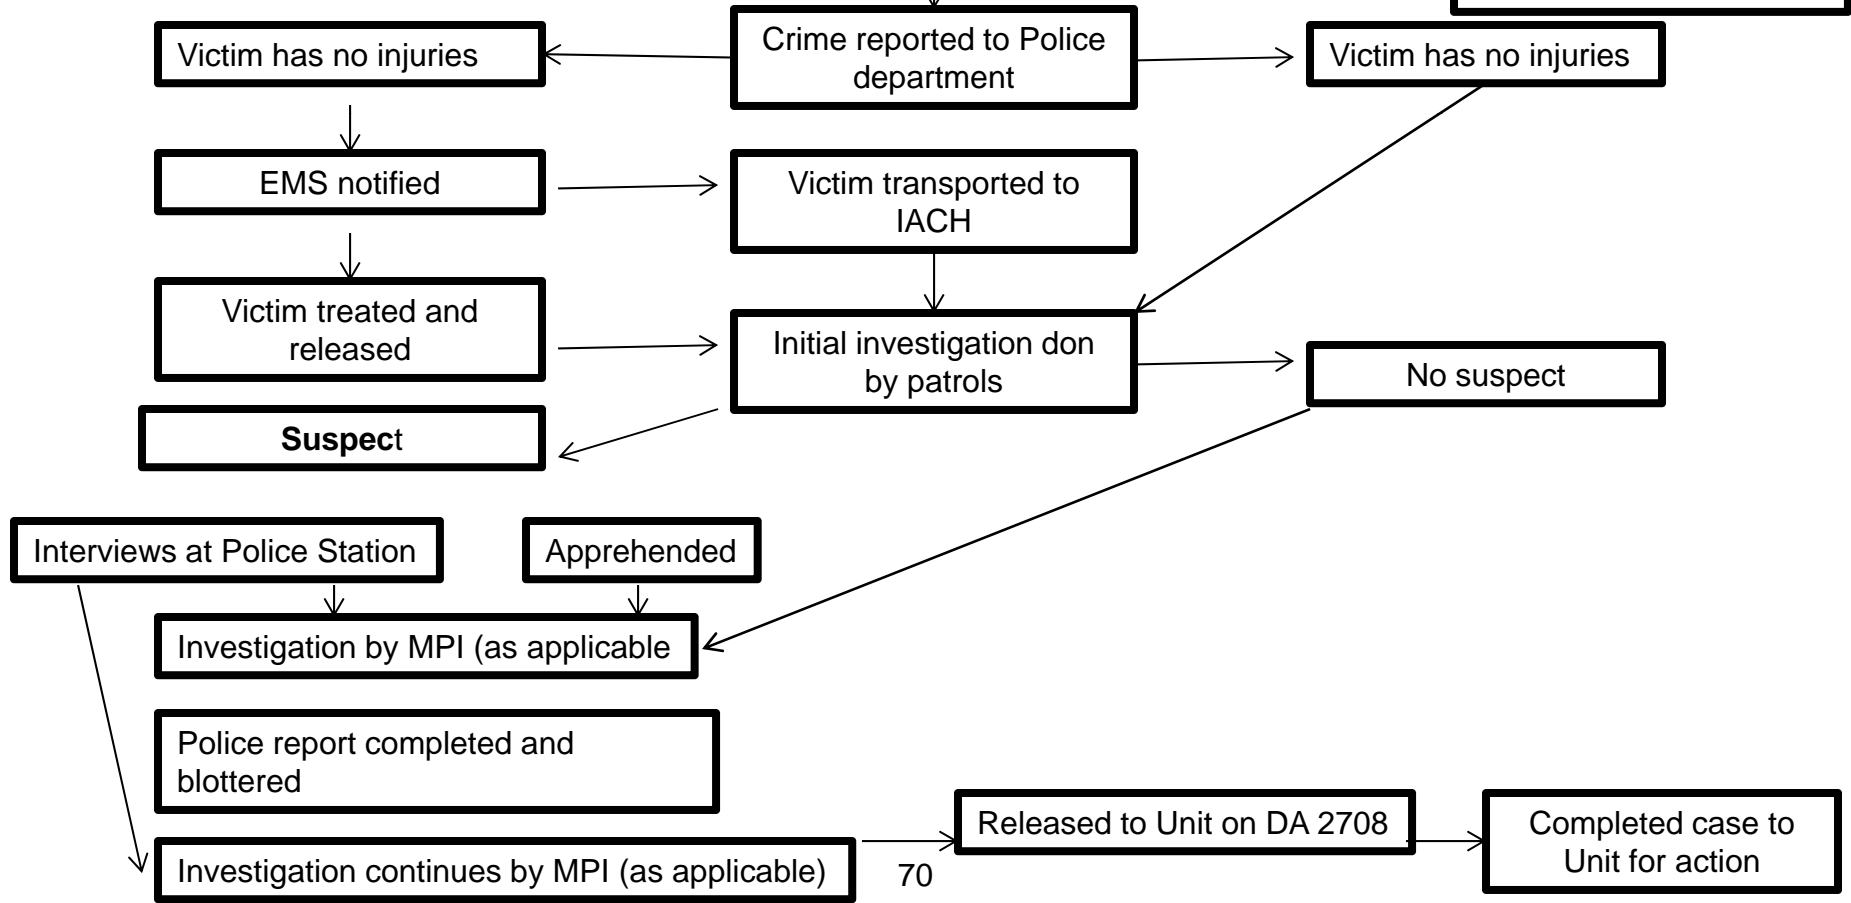 Victim has no injuries
Crime reported to Police
department
Victim has no injuries
EMS notified
Victim transported to
IACH
Victim treated and
released
Initial investigation don
by patrols
No suspect
Suspect
Interviews at Police Station
Apprehended
Investigation by MPI (as applicable
Police report completed and
blottered
Released to Unit on DA 2708
Completed case to
Unit for action
Investigation continues by MPI (as applicable)
70